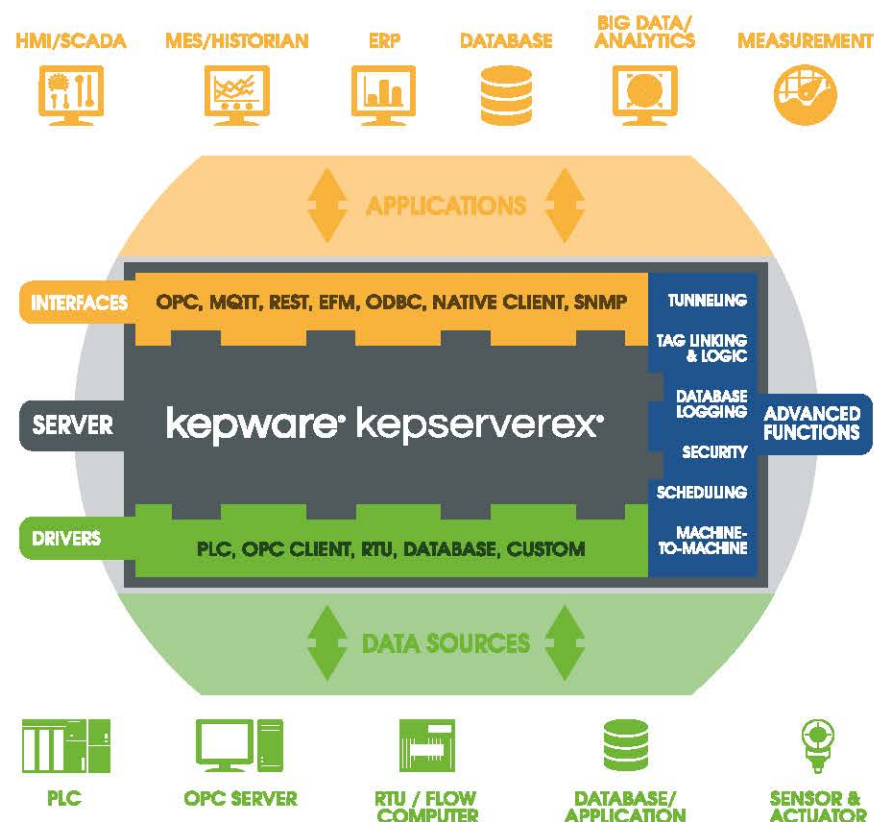 HMI/SCADA
MES/HISTORIAN
ERP
DATABASE
BIG DATA/
ANALYTICS
MEASUREMENT
APPLICATIONS
INTERFACES
OPC, MQTT, REST, EFM, ODBC, NATIVE CLIENT, SNMP
SERVER
kepware® kepserverex®
DRIVERS
PLC, OPC CLIENT, RTU, DATABASE, CUSTOM
TUNNELING
TAG LINKING
& LOGIC
DATABASE
LOGGING
SECURITY
SCHEDULING
MACHINE-
TO-MACHINE
ADVANCED
FUNCTIONS
DATA SOURCES
PLC
OPC SERVER
RTU / FLOW
COMPUTER
DATABASE/
APPLICATION
SENSOR &
ACTUATOR